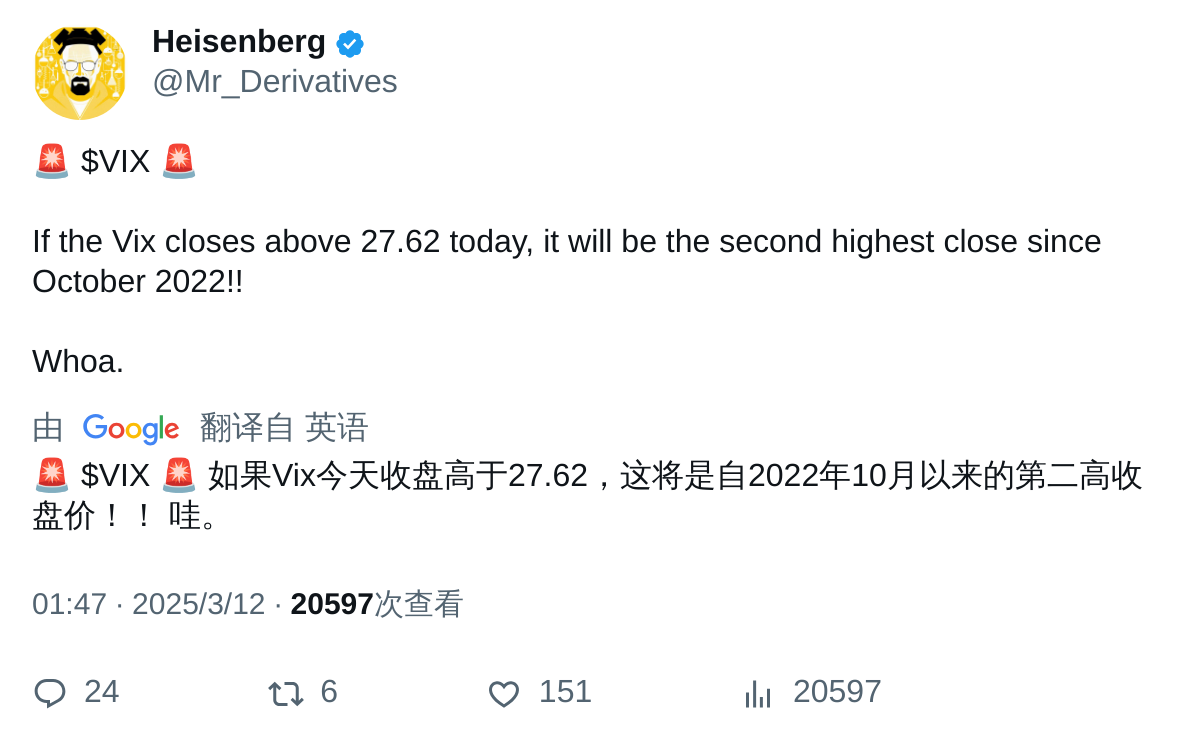 Heisenberg
@Mr_Derivatives
🚨 $VIX 🚨
If the Vix closes above 27.62 today, it will be the second highest close since
October 2022!!
Whoa.
由 Google 翻译自 英语
🚨 $VIX 🚨 如果Vix今天收盘高于27.62，这将是自2022年10月以来的第二高收
盘价！！ 哇。
01:47 · 2025/3/12 · 20597次查看
24 6 151 20597